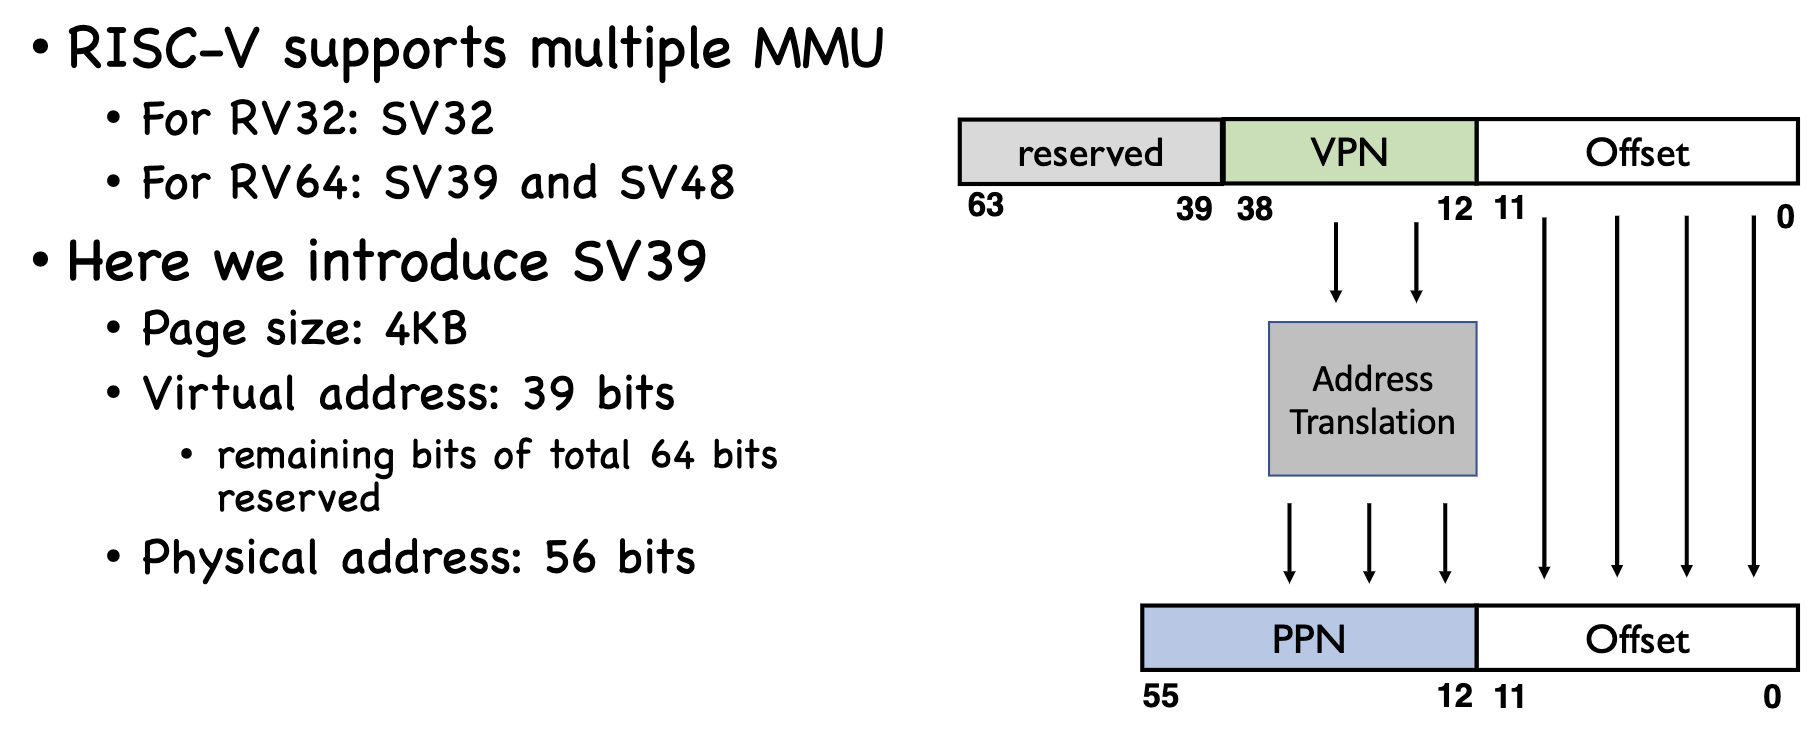 • RISC-V supports multiple MMU
• For RV32: SV32
• For RV64: SV39 and SV48
• Here we introduce SV39
• Page size: 4KB
• Virtual address: 39 bits
• remaining bits of total 64 bits
reserved
• Physical address: 56 bits
reserved VPN Offset
63 39 38 12 11 0
Address
Translation
PPN Offset
55 12 11 0